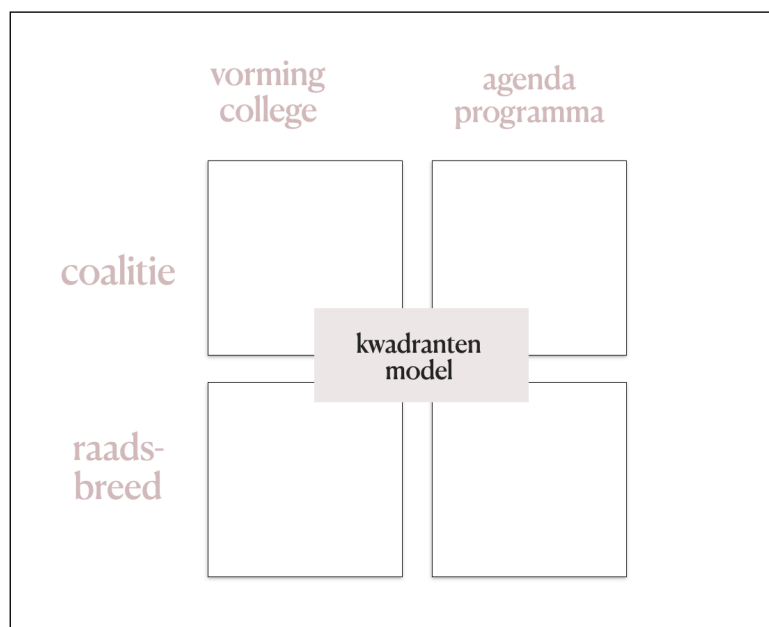 vorming
college
agenda
programma
coalitie
kwadranten
model
raads-
breed